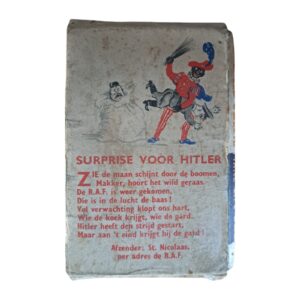 SURPRISE VOOR HITLER
ZIE de maan schijnt door de boomen,
Makker, hoort het wild geraas.
De R.A.F. is weer gekomen,
Die is in de lucht de baas!
Vol verwachting klopt ons hart,
Wie de koek krijgt, wie de gard.
Hitler heeft den strijd gestart;
Maar aan 't eind krijgt hij de gard!
Afzender: St. Nicolaas,
per adres de R.A.F.